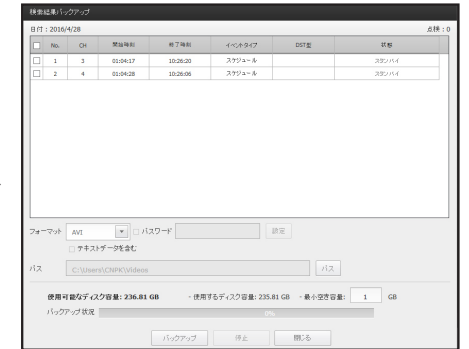 検索結果バックアップ
日付 : 2016/4/28 点検 : 0
No. CH 開始時刻 終了時刻 イベントタイプ DST型 状態
1 3 01:04:17 10:26:20 スケジュール スタンバイ
2 4 01:04:28 10:26:06 スケジュール スタンバイ
フォーマット AVI パスワード 設定
テキストデータを含む
パス C:\Users\CNPK\Videos パス
使用可能なディスク容量: 236.81 GB ・使用するディスク容量: 235.81 GB ・最小空き容量: 1 GB
バックアップ状況 0%
バックアップ 停止 閉じる